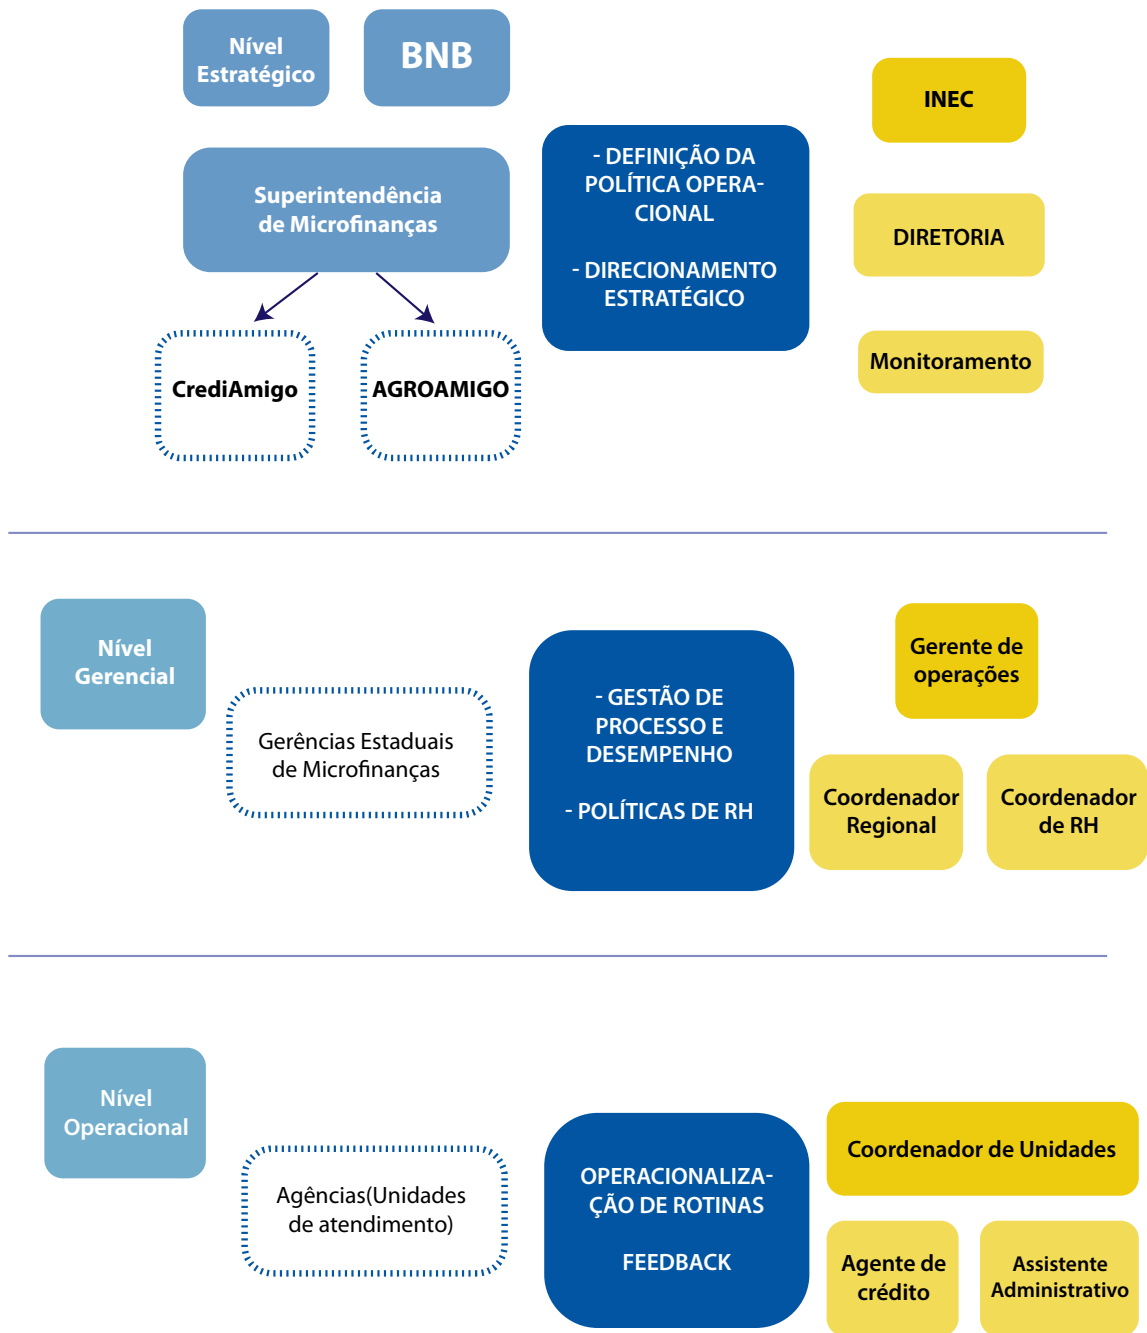 Nível
Estratégico
BNB
INEC
Superintendência
de Microfinanças
- DEFINIÇÃO DA
POLÍTICA OPERA-
CIONAL
- DIRECIONAMENTO
ESTRATÉGICO
DIRETORIA
Monitoramento
CrediAmigo
AGROAMIGO
Nível
Gerencial
Gerências Estaduais
de Microfinanças
- GESTÃO DE
PROCESSO E
DESEMPENHO
- POLÍTICAS DE RH
Gerente de
operações
Coordenador
Regional
Coordenador
de RH
Nível
Operacional
Agências(Unidades
de atendimento)
OPERACIONALIZA-
ÇÃO DE ROTINAS
FEEDBACK
Coordenador de Unidades
Agente de
crédito
Assistente
Administrativo